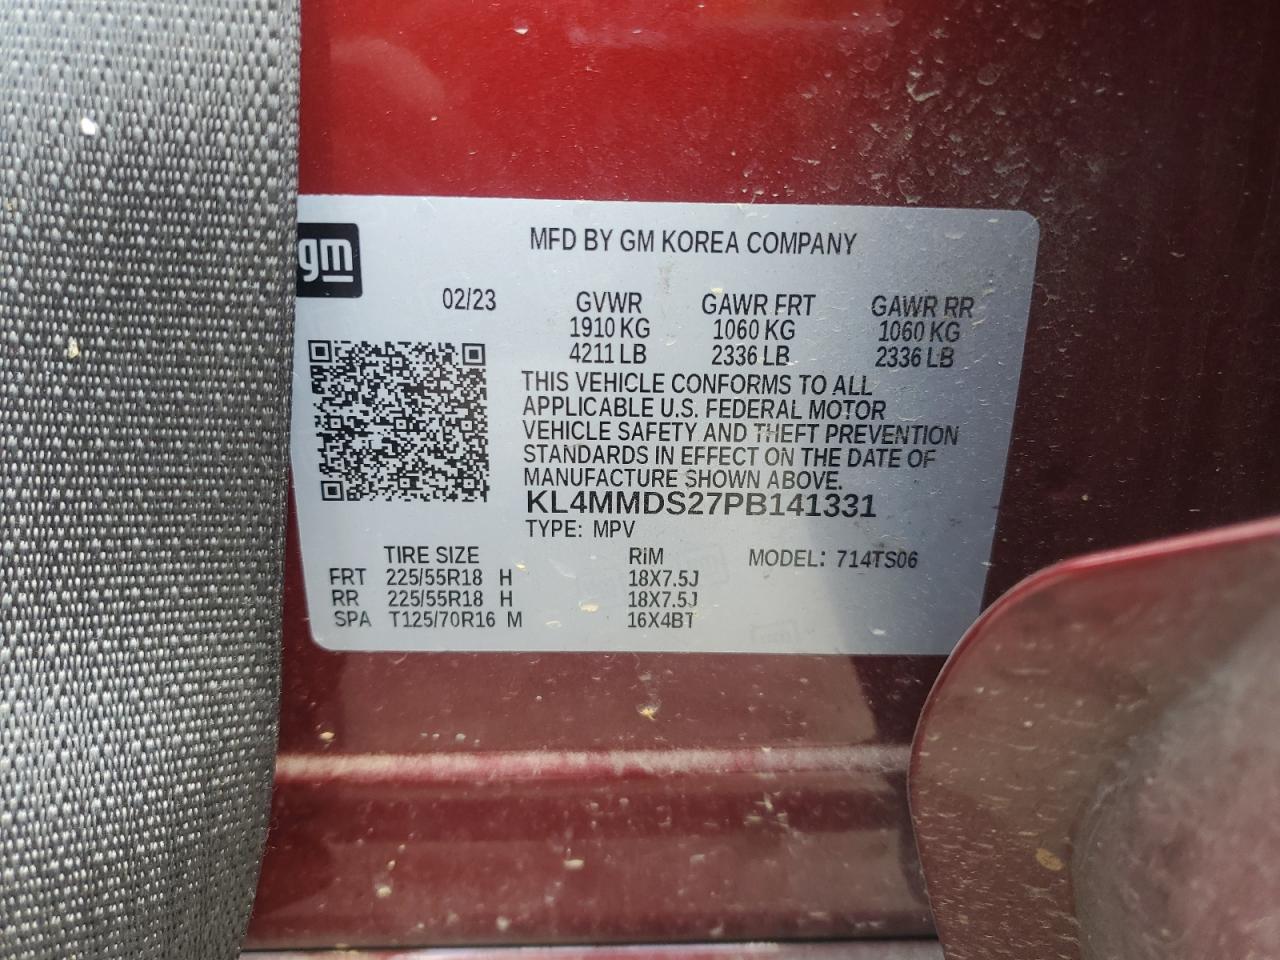 gm
MFD BY GM KOREA COMPANY
02/23 GVWR GAWR FRT GAWR RR
1910 KG 1060 KG 1060 KG
4211 LB 2336 LB 2336 LB
THIS VEHICLE CONFORMS TO ALL
APPLICABLE U.S. FEDERAL MOTOR
VEHICLE SAFETY AND THEFT PREVENTION
STANDARDS IN EFFECT ON THE DATE OF
MANUFACTURE SHOWN ABOVE.
KL4MMDS27PB141331
TYPE: MPV
TIRE SIZE RIM MODEL: 714TS06
FRT 225/55R18 H 18X7.5J
RR 225/55R18 H 18X7.5J
SPA T125/70R16 M 16X4BT